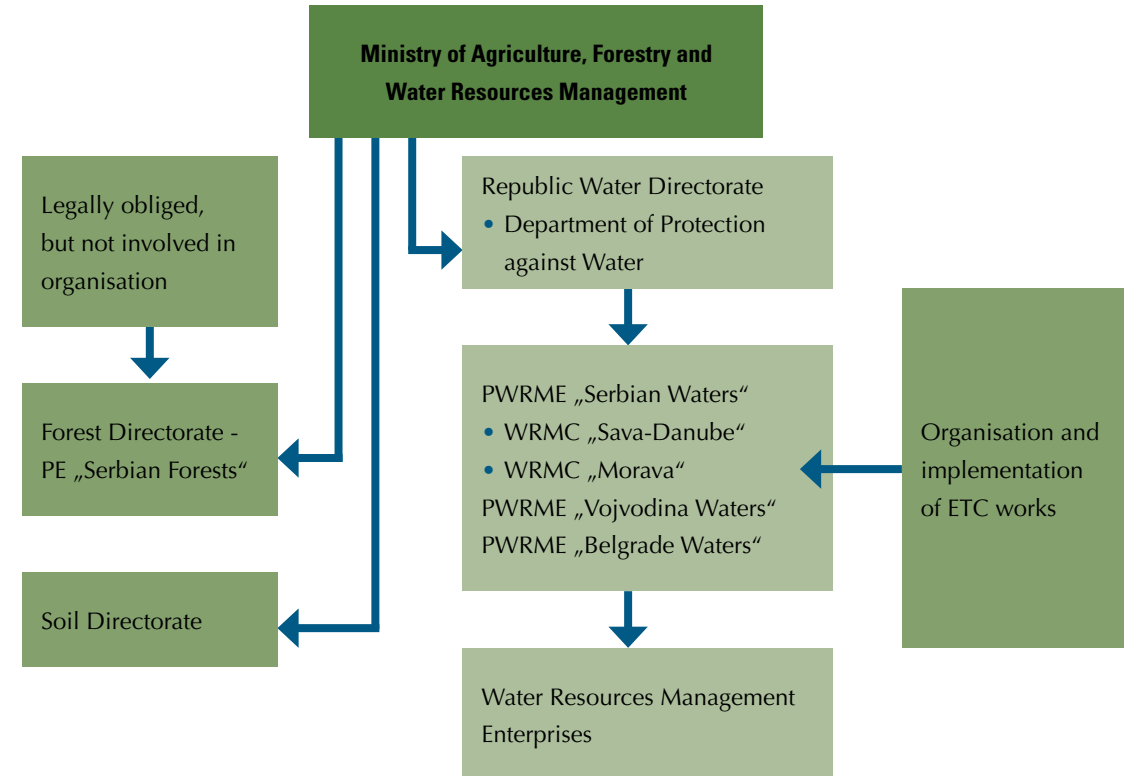 Ministry of Agriculture, Forestry and
Water Resources Management
Legally obliged,
but not involved in
organisation
Republic Water Directorate
• Department of Protection
against Water
Forest Directorate -
PE „Serbian Forests“
PWRME „Serbian Waters“
• WRMC „Sava-Danube“
• WRMC „Morava“
PWRME „Vojvodina Waters“
PWRME „Belgrade Waters“
Organisation and
implementation
of ETC works
Soil Directorate
Water Resources Management
Enterprises